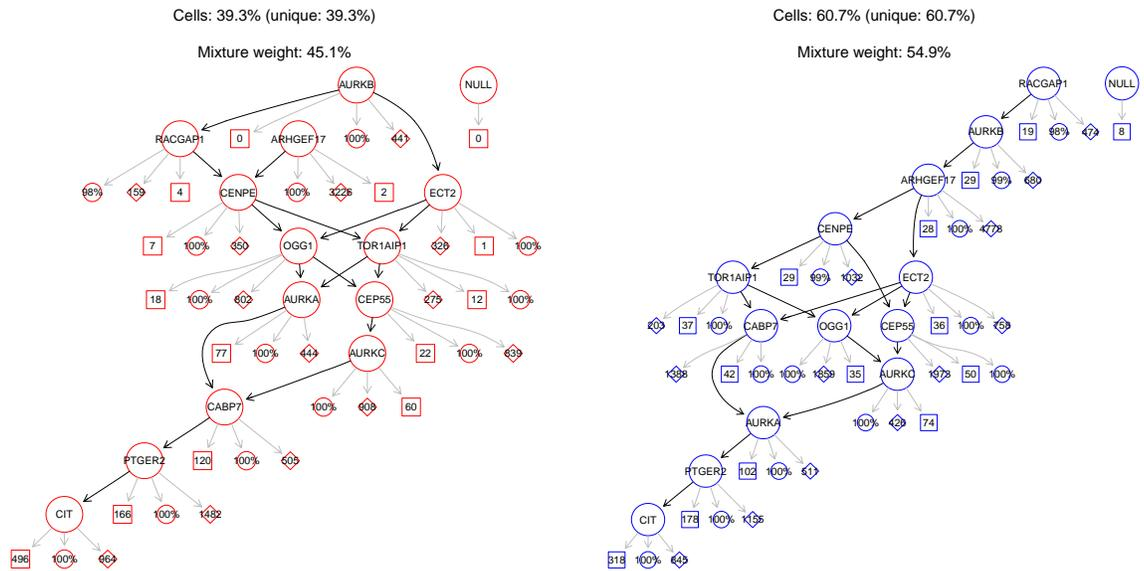 Cells: 39.3% (unique: 39.3%)
Mixture weight: 45.1%
AURKB NULL
RACGAP1 0 ARHGEF17 100% 441 0
98% 159 4 CENPE 100% 3226 2 ECT2
7 100% 350 OGG1 TOR1AIP1 326 1 100%
18 100% 602 AURKA CEP55 275 12 100%
77 100% 444 AURKC 22 100% 839
CABP7 100% 908 60
PTGER2 120 100% 505
CIT 166 100% 1482
496 100% 964
Cells: 60.7% (unique: 60.7%)
Mixture weight: 54.9%
RACGAP1 NULL
AURKB 19 98% 474 8
ARHGEF17 29 99% 680
CENPE 28 100% 4778
TOR1AIP1 29 99% 1032 ECT2
203 37 100% CABP7 OGG1 CEP55 36 100% 758
1388 42 100% 100% 1859 35 AURKC 1973 50 100%
AURKA 100% 426 74
PTGER2 102 100% 511
CIT 178 100% 1155
318 100% 645